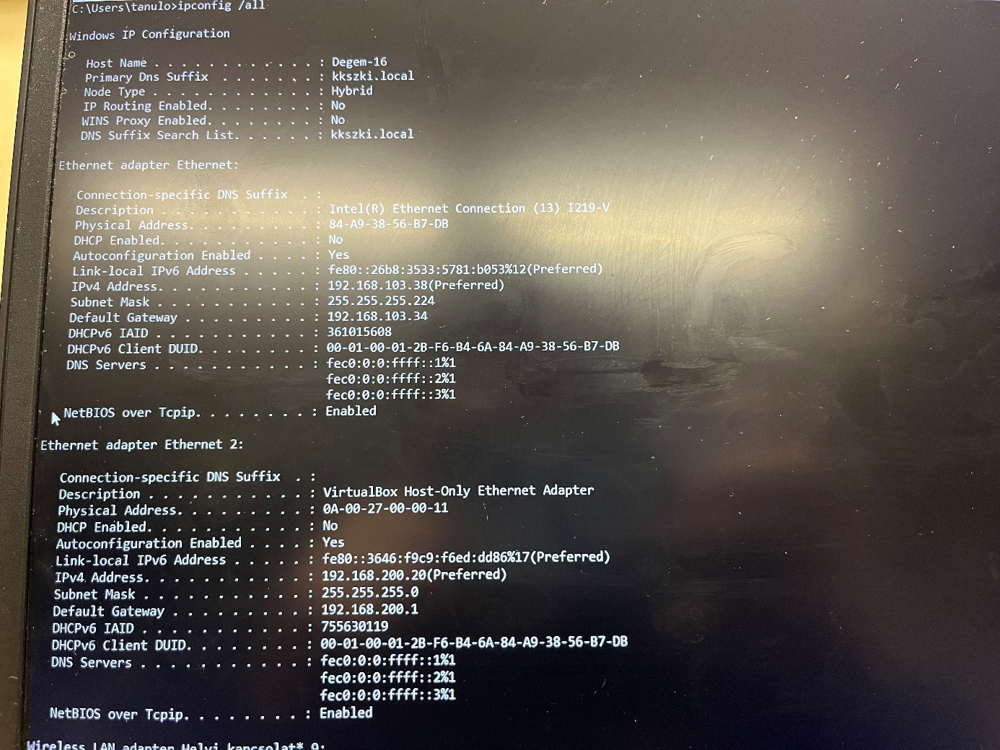 C:\Users\tanulo>ipconfig /all
Windows IP Configuration
Host Name . . . . . . . . . . . . : Degem-16
Primary Dns Suffix . . . . . . . : kkszki.local
Node Type . . . . . . . . . . . . : Hybrid
IP Routing Enabled. . . . . . . . : No
WINS Proxy Enabled. . . . . . . . : No
DNS Suffix Search List. . . . . . : kkszki.local
Ethernet adapter Ethernet:
Connection-specific DNS Suffix . :
Description . . . . . . . . . . . : Intel(R) Ethernet Connection (13) I219-V
Physical Address. . . . . . . . . : 84-A9-38-56-B7-DB
DHCP Enabled. . . . . . . . . . . : No
Autoconfiguration Enabled . . . . : Yes
Link-local IPv6 Address . . . . . : fe80::26b8:3533:5781:b053%12(Preferred)
IPv4 Address. . . . . . . . . . . : 192.168.103.38(Preferred)
Subnet Mask . . . . . . . . . . . : 255.255.255.224
Default Gateway . . . . . . . . . : 192.168.103.34
DHCPv6 IAID . . . . . . . . . . . : 361015608
DHCPv6 Client DUID. . . . . . . . : 00-01-00-01-2B-F6-B4-6A-84-A9-38-56-B7-DB
DNS Servers . . . . . . . . . . . : fec0:0:0:ffff::1%1
fec0:0:0:ffff::2%1
fec0:0:0:ffff::3%1
NetBIOS over Tcpip. . . . . . . . : Enabled
Ethernet adapter Ethernet 2:
Connection-specific DNS Suffix . :
Description . . . . . . . . . . . : VirtualBox Host-Only Ethernet Adapter
Physical Address. . . . . . . . . : 0A-00-27-00-00-11
DHCP Enabled. . . . . . . . . . . : No
Autoconfiguration Enabled . . . . : Yes
Link-local IPv6 Address . . . . . : fe80::3646:f9c9:f6ed:dd86%17(Preferred)
IPv4 Address. . . . . . . . . . . : 192.168.200.20(Preferred)
Subnet Mask . . . . . . . . . . . : 255.255.255.0
Default Gateway . . . . . . . . . : 192.168.200.1
DHCPv6 IAID . . . . . . . . . . . : 755630119
DHCPv6 Client DUID. . . . . . . . : 00-01-00-01-2B-F6-B4-6A-84-A9-38-56-B7-DB
DNS Servers . . . . . . . . . . . : fec0:0:0:ffff::1%1
fec0:0:0:ffff::2%1
fec0:0:0:ffff::3%1
NetBIOS over Tcpip. . . . . . . . : Enabled
Wireless LAN adapter Helyi kapcsolat* 9: